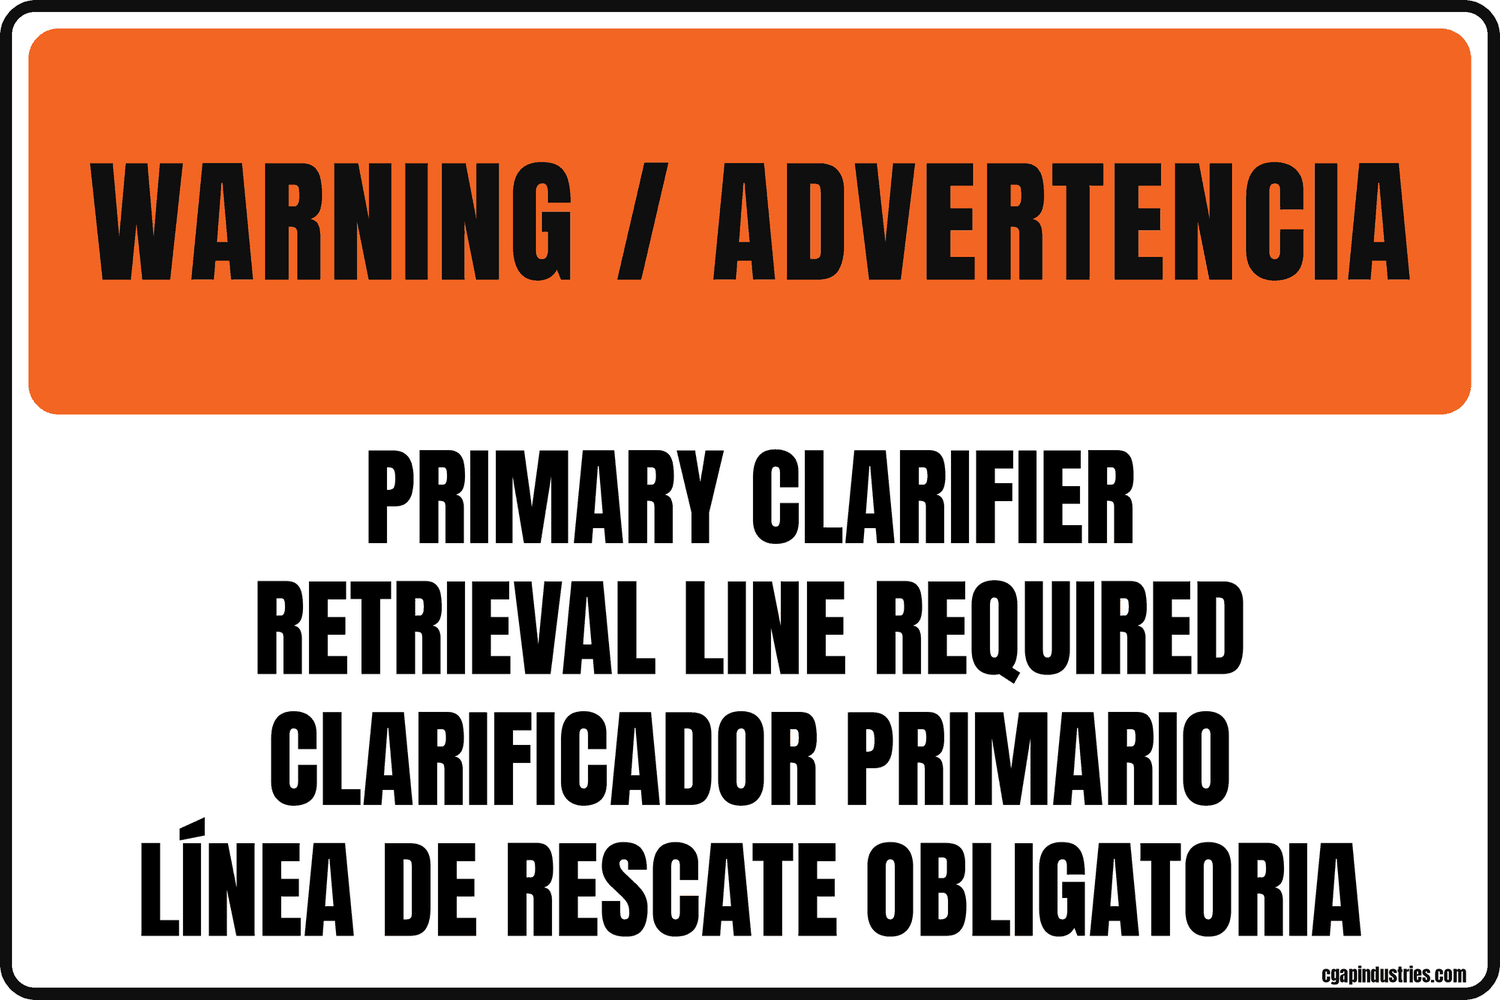 WARNING / ADVERTENCIA
PRIMARY CLARIFIER
RETRIEVAL LINE REQUIRED
CLARIFICADOR PRIMARIO
LÍNEA DE RESCATE OBLIGATORIA
cgapindustries.com